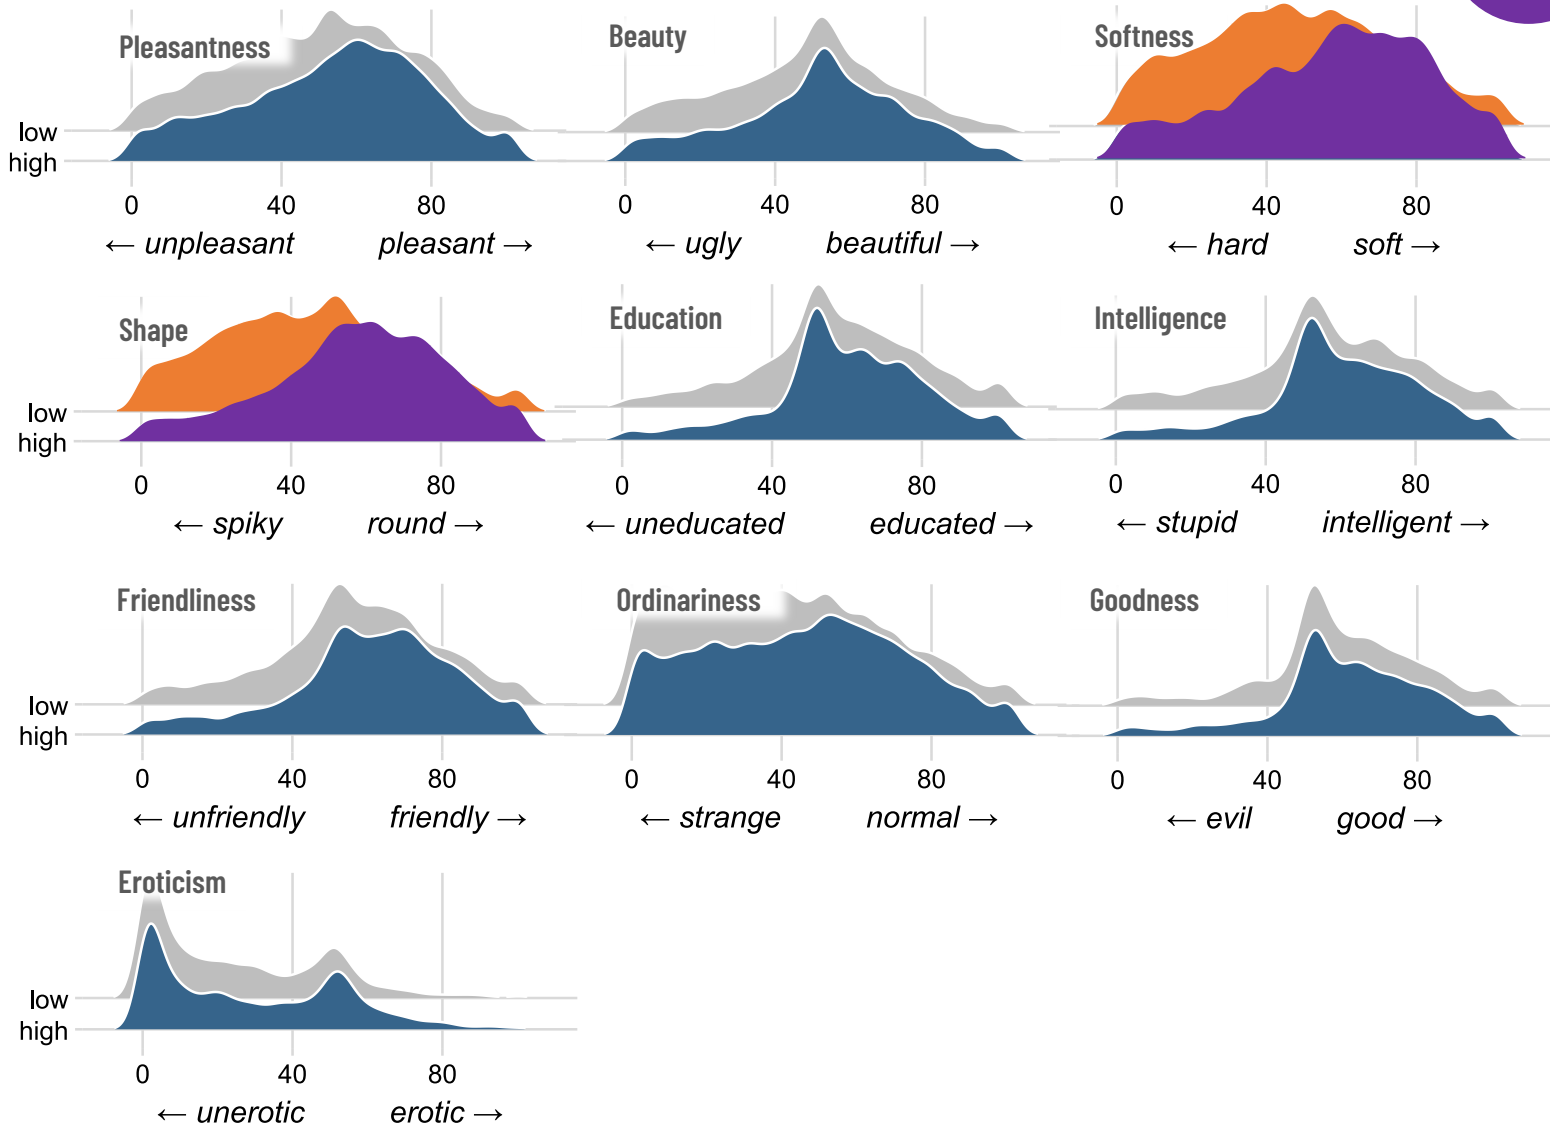 Pleasantness
Beauty
Softness
low
high
0 40 80
0 40 80
0 40 80
← unpleasant pleasant →
← ugly beautiful →
← hard soft →
Shape
Education
Intelligence
low
high
0 40 80
0 40 80
0 40 80
← spiky round →
← uneducated educated →
← stupid intelligent →
Friendliness
Ordinariness
Goodness
low
high
0 40 80
0 40 80
0 40 80
← unfriendly friendly →
← strange normal →
← evil good →
Eroticism
low
high
0 40 80
← unerotic erotic →